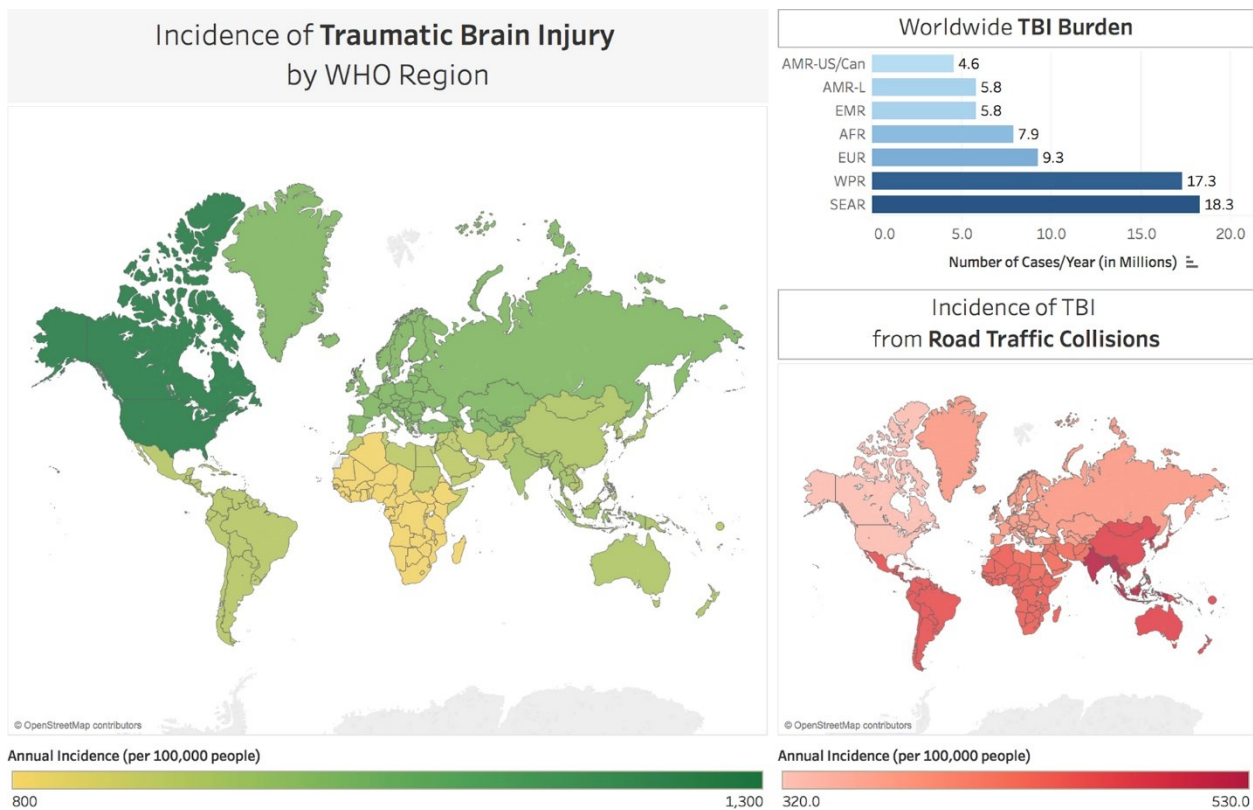 Incidence of Traumatic Brain Injury
by WHO Region
© OpenStreetMap contributors
Annual Incidence (per 100,000 people)
800
1,300
Worldwide TBI Burden
AMR-US/Can 4.6
AMR-L 5.8
EMR 5.8
AFR 7.9
EUR 9.3
WPR 17.3
SEAR 18.3
0.0 5.0 10.0 15.0 20.0
Number of Cases/Year (in Millions)
Incidence of TBI
from Road Traffic Collisions
© OpenStreetMap contributors
Annual Incidence (per 100,000 people)
320.0
530.0